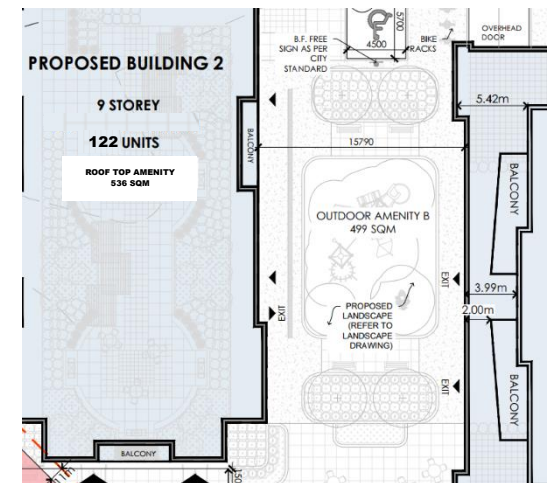 PROPOSED BUILDING 2
9 STOREY
122 UNITS
ROOF TOP AMENITY
536 SQM
BALCONY
BALCONY
B.F. FREE
SIGN AS PER
CITY
STANDARD
4500
5700
BIKE
RACKS
OVERHEAD
DOOR
5.42m
15790
OUTDOOR AMENITY B
499 SQM
PROPOSED
LANDSCAPE
(REFER TO
LANDSCAPE
DRAWING)
EXIT
EXIT
EXIT
BALCONY
3.99m
2.00m
BALCONY